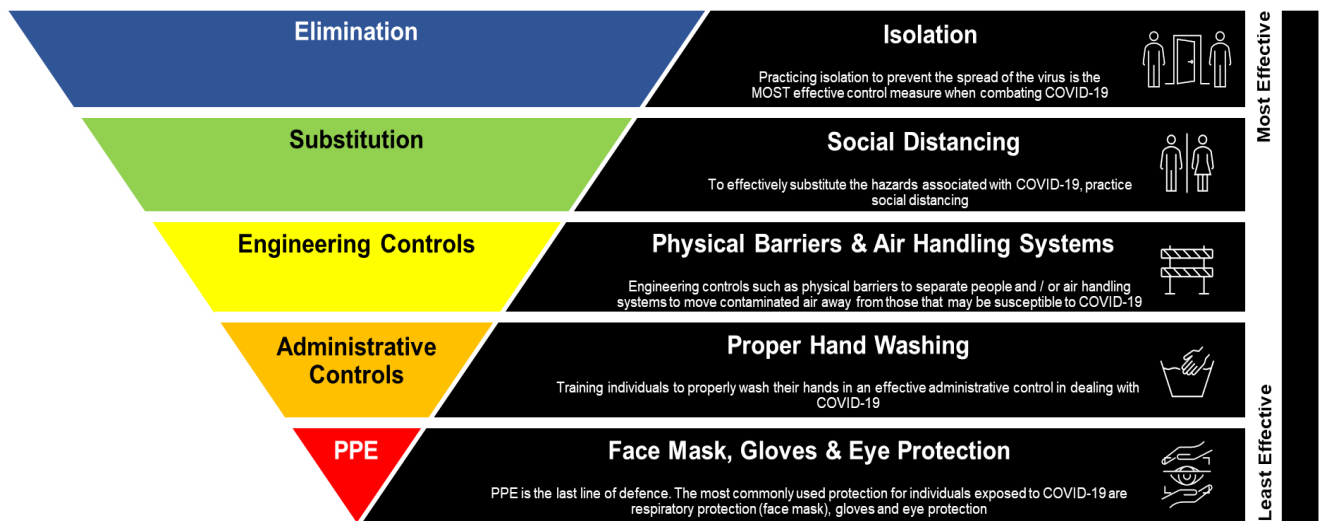 Elimination
Isolation
Practicing isolation to prevent the spread of the virus is the
MOST effective control measure when combating COVID-19
Most Effective
Substitution
Social Distancing
To effectively substitute the hazards associated with COVID-19, practice
social distancing
Engineering Controls
Physical Barriers & Air Handling Systems
Engineering controls such as physical barriers to separate people and / or air handling
systems to move contaminated air away from those that may be susceptible to COVID-19
Administrative
Controls
Proper Hand Washing
Training individuals to properly wash their hands in an effective administrative control in dealing with
COVID-19
PPE
Face Mask, Gloves & Eye Protection
PPE is the last line of defence. The most commonly used protection for individuals exposed to COVID-19 are
respiratory protection (face mask), gloves and eye protection
Least Effective